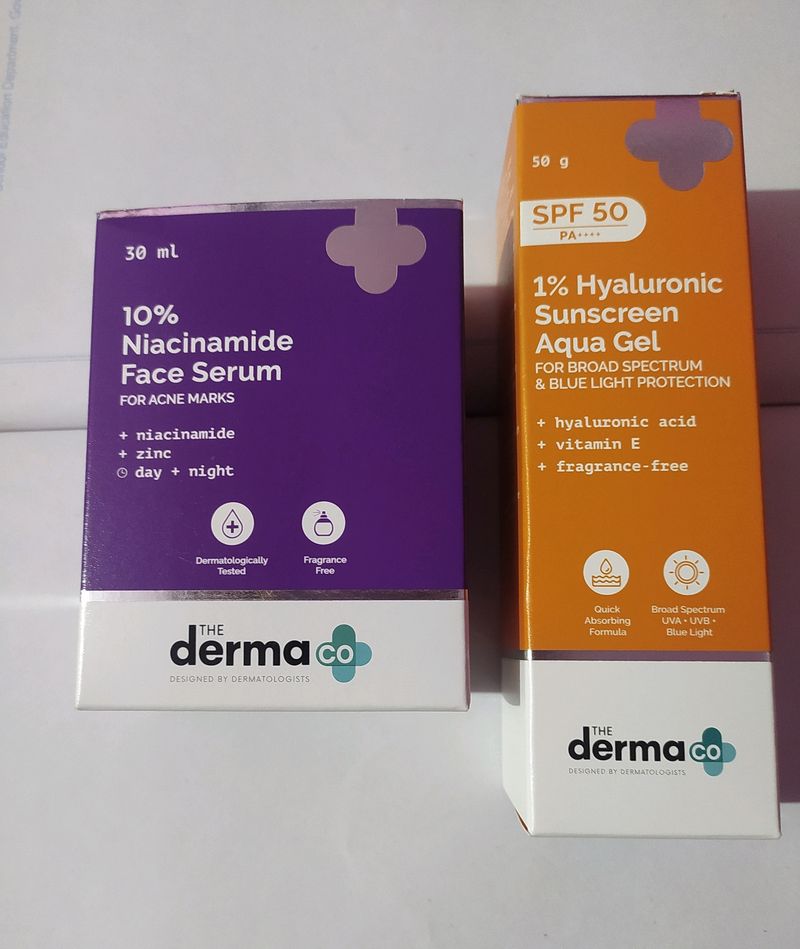 30 ml
10%
Niacinamide
Face Serum
FOR ACNE MARKS
+ niacinamide
+ zinc
day + night
Dermatologically
Tested
Fragrance
Free
THE
derma co
DESIGNED BY DERMATOLOGISTS
50 g
SPF 50
PA++++
1% Hyaluronic
Sunscreen
Aqua Gel
FOR BROAD SPECTRUM
& BLUE LIGHT PROTECTION
+ hyaluronic acid
+ vitamin E
+ fragrance-free
Quick
Absorbing
Formula
Broad Spectrum
UVA • UVB •
Blue Light
THE
derma co
DESIGNED BY DERMATOLOGISTS
Education Department